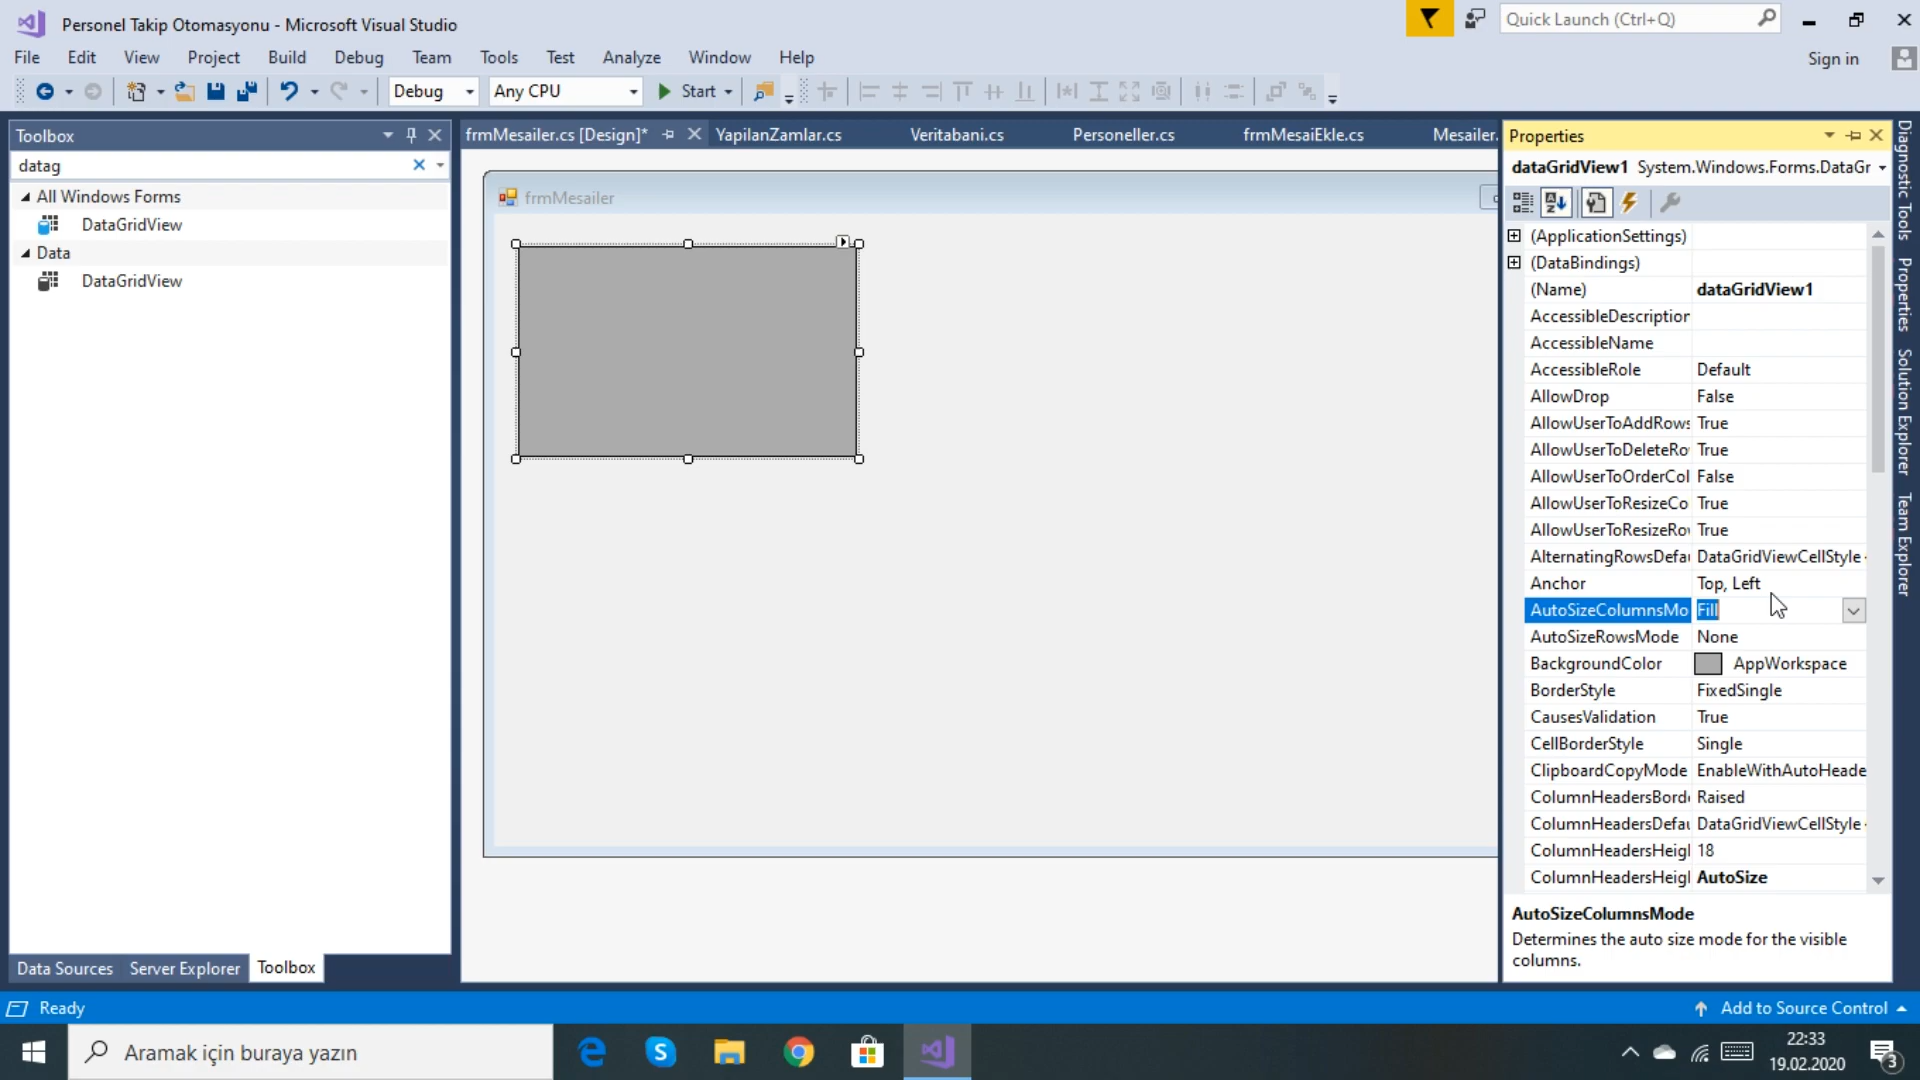 Personel Takip Otomasyonu - Microsoft Visual Studio
Quick Launch (Ctrl+Q)
File Edit View Project Build Debug Team Tools Test Analyze Window Help
Sign in
Debug Any CPU Start
Toolbox
datag
All Windows Forms
DataGridView
Data
DataGridView
Data Sources Server Explorer Toolbox
frmMesailer.cs [Design]* YapilanZamlar.cs Veritabani.cs Personeller.cs frmMesaiEkle.cs Mesailer.
frmMesailer
Properties
dataGridView1 System.Windows.Forms.DataGr
(ApplicationSettings)
(DataBindings)
(Name) dataGridView1
AccessibleDescription
AccessibleName
AccessibleRole Default
AllowDrop False
AllowUserToAddRows True
AllowUserToDeleteRo True
AllowUserToOrderCol False
AllowUserToResizeCo True
AllowUserToResizeRo True
AlternatingRowsDefau DataGridViewCellStyle
Anchor Top, Left
AutoSizeColumnsMo Fill
AutoSizeRowsMode None
BackgroundColor AppWorkspace
BorderStyle FixedSingle
CausesValidation True
CellBorderStyle Single
ClipboardCopyMode EnableWithAutoHeade
ColumnHeadersBorde Raised
ColumnHeadersDefau DataGridViewCellStyle
ColumnHeadersHeigl 18
ColumnHeadersHeigl AutoSize
AutoSizeColumnsMode
Determines the auto size mode for the visible
columns.
Diagnostic Tools
Properties
Solution Explorer
Team Explorer
Ready
Add to Source Control
Aramak için buraya yazın
22:33
19.02.2020
3